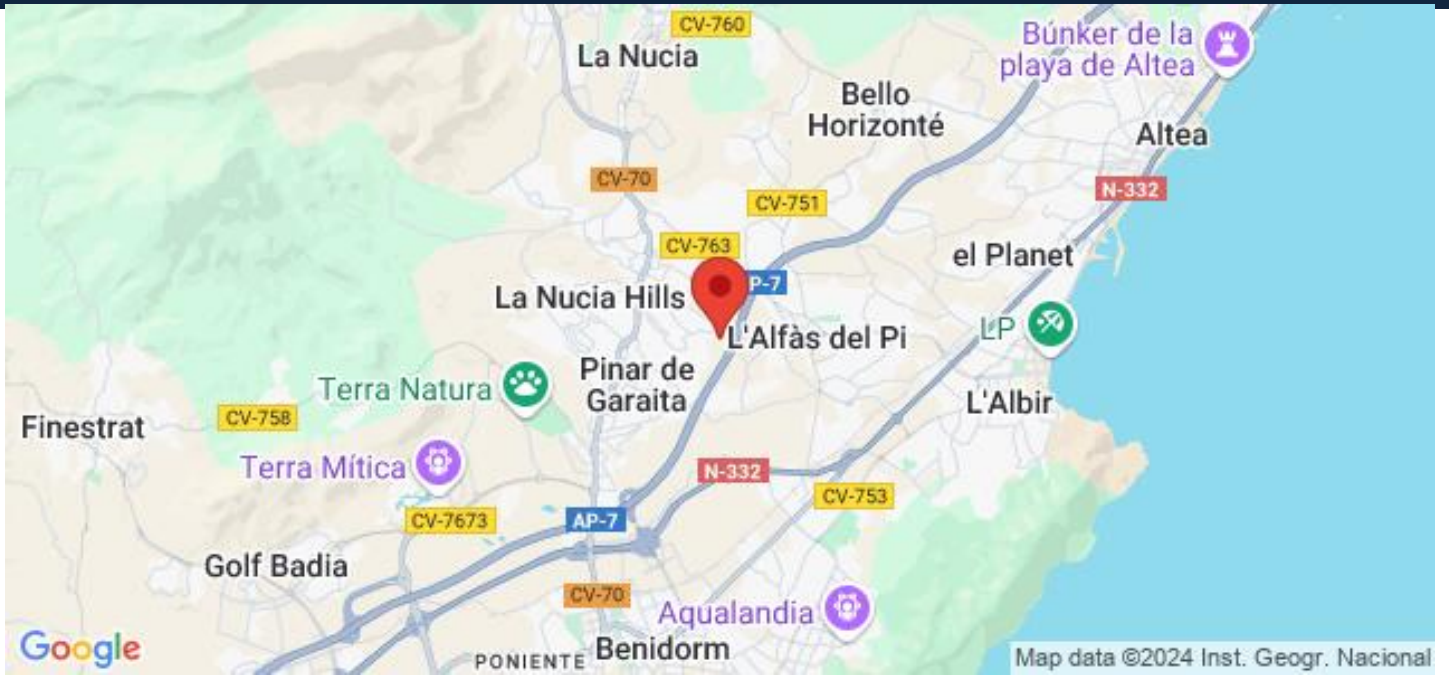 CV-760
La Nucia
Búnker de la
playa de Altea
Bello
Horizonté
Altea
CV-70
N-332
CV-751
CV-763
el Planet
P-7
La Nucia Hills
LP
L'Alfàs del Pi
Pinar de
Garaita
Terra Natura
L'Albir
CV-758
Finestrat
Terra Mítica
N-332
CV-753
CV-7673
AP-7
Golf Badia
CV-70
Aqualandia
Google
PONIENTE
Benidorm
Map data ©2024 Inst. Geogr. Nacional